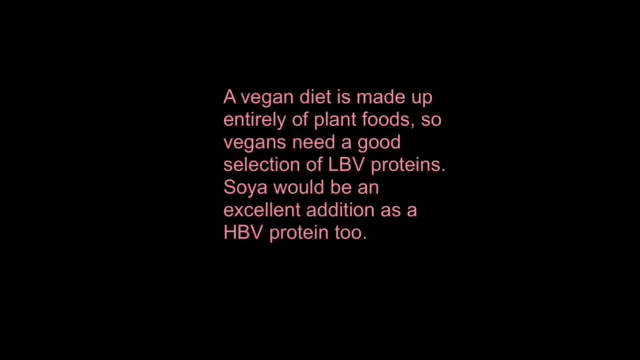 A vegan diet is made up
entirely of plant foods, so
vegans need a good
selection of LBV proteins.
Soya would be an
excellent addition as a
HBV protein too.